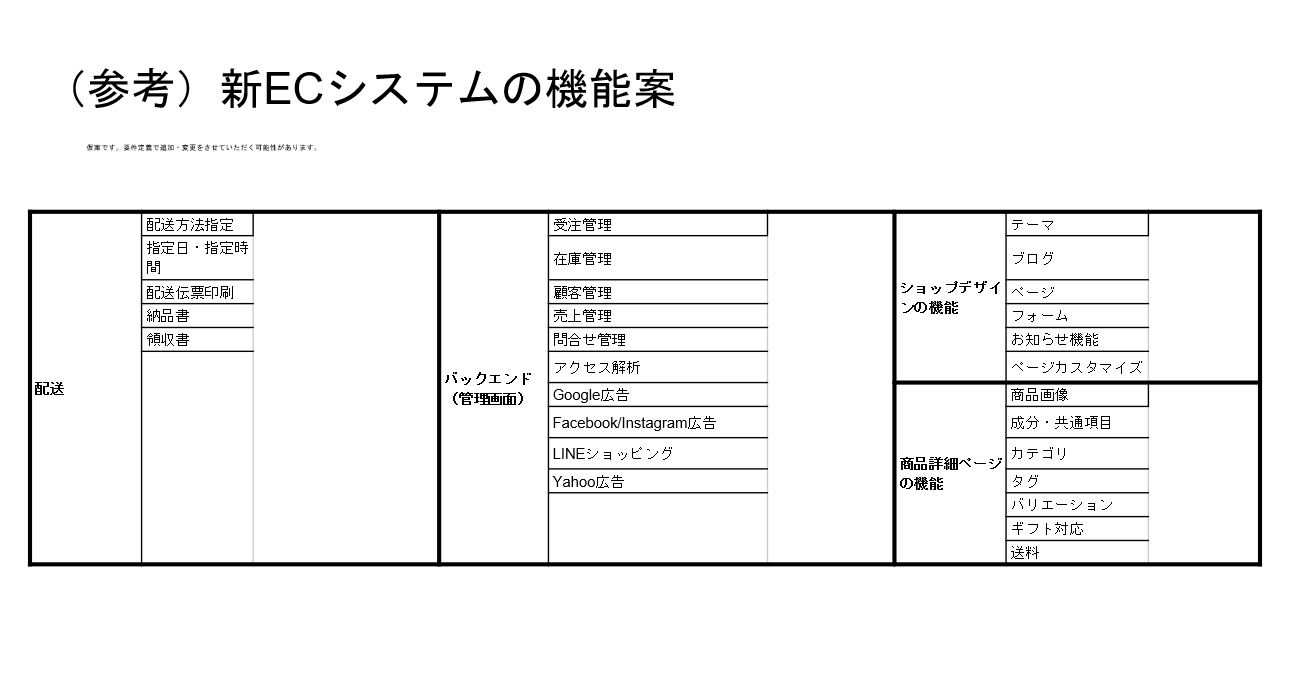 （参考）新ECシステムの機能案
仮案です。要件定義で追加・変更をさせていただく可能性があります。
配送
配送方法指定
指定日・指定時
間
配送伝票印刷
納品書
領収書
バックエンド
（管理画面）
受注管理
在庫管理
顧客管理
売上管理
問合せ管理
アクセス解析
Google広告
Facebook/Instagram広告
LINEショッピング
Yahoo広告
ショップデザイ
ンの機能
テーマ
ブログ
ページ
フォーム
お知らせ機能
ページカスタマイズ
商品詳細ページ
の機能
商品画像
成分・共通項目
カテゴリ
タグ
バリエーション
ギフト対応
送料